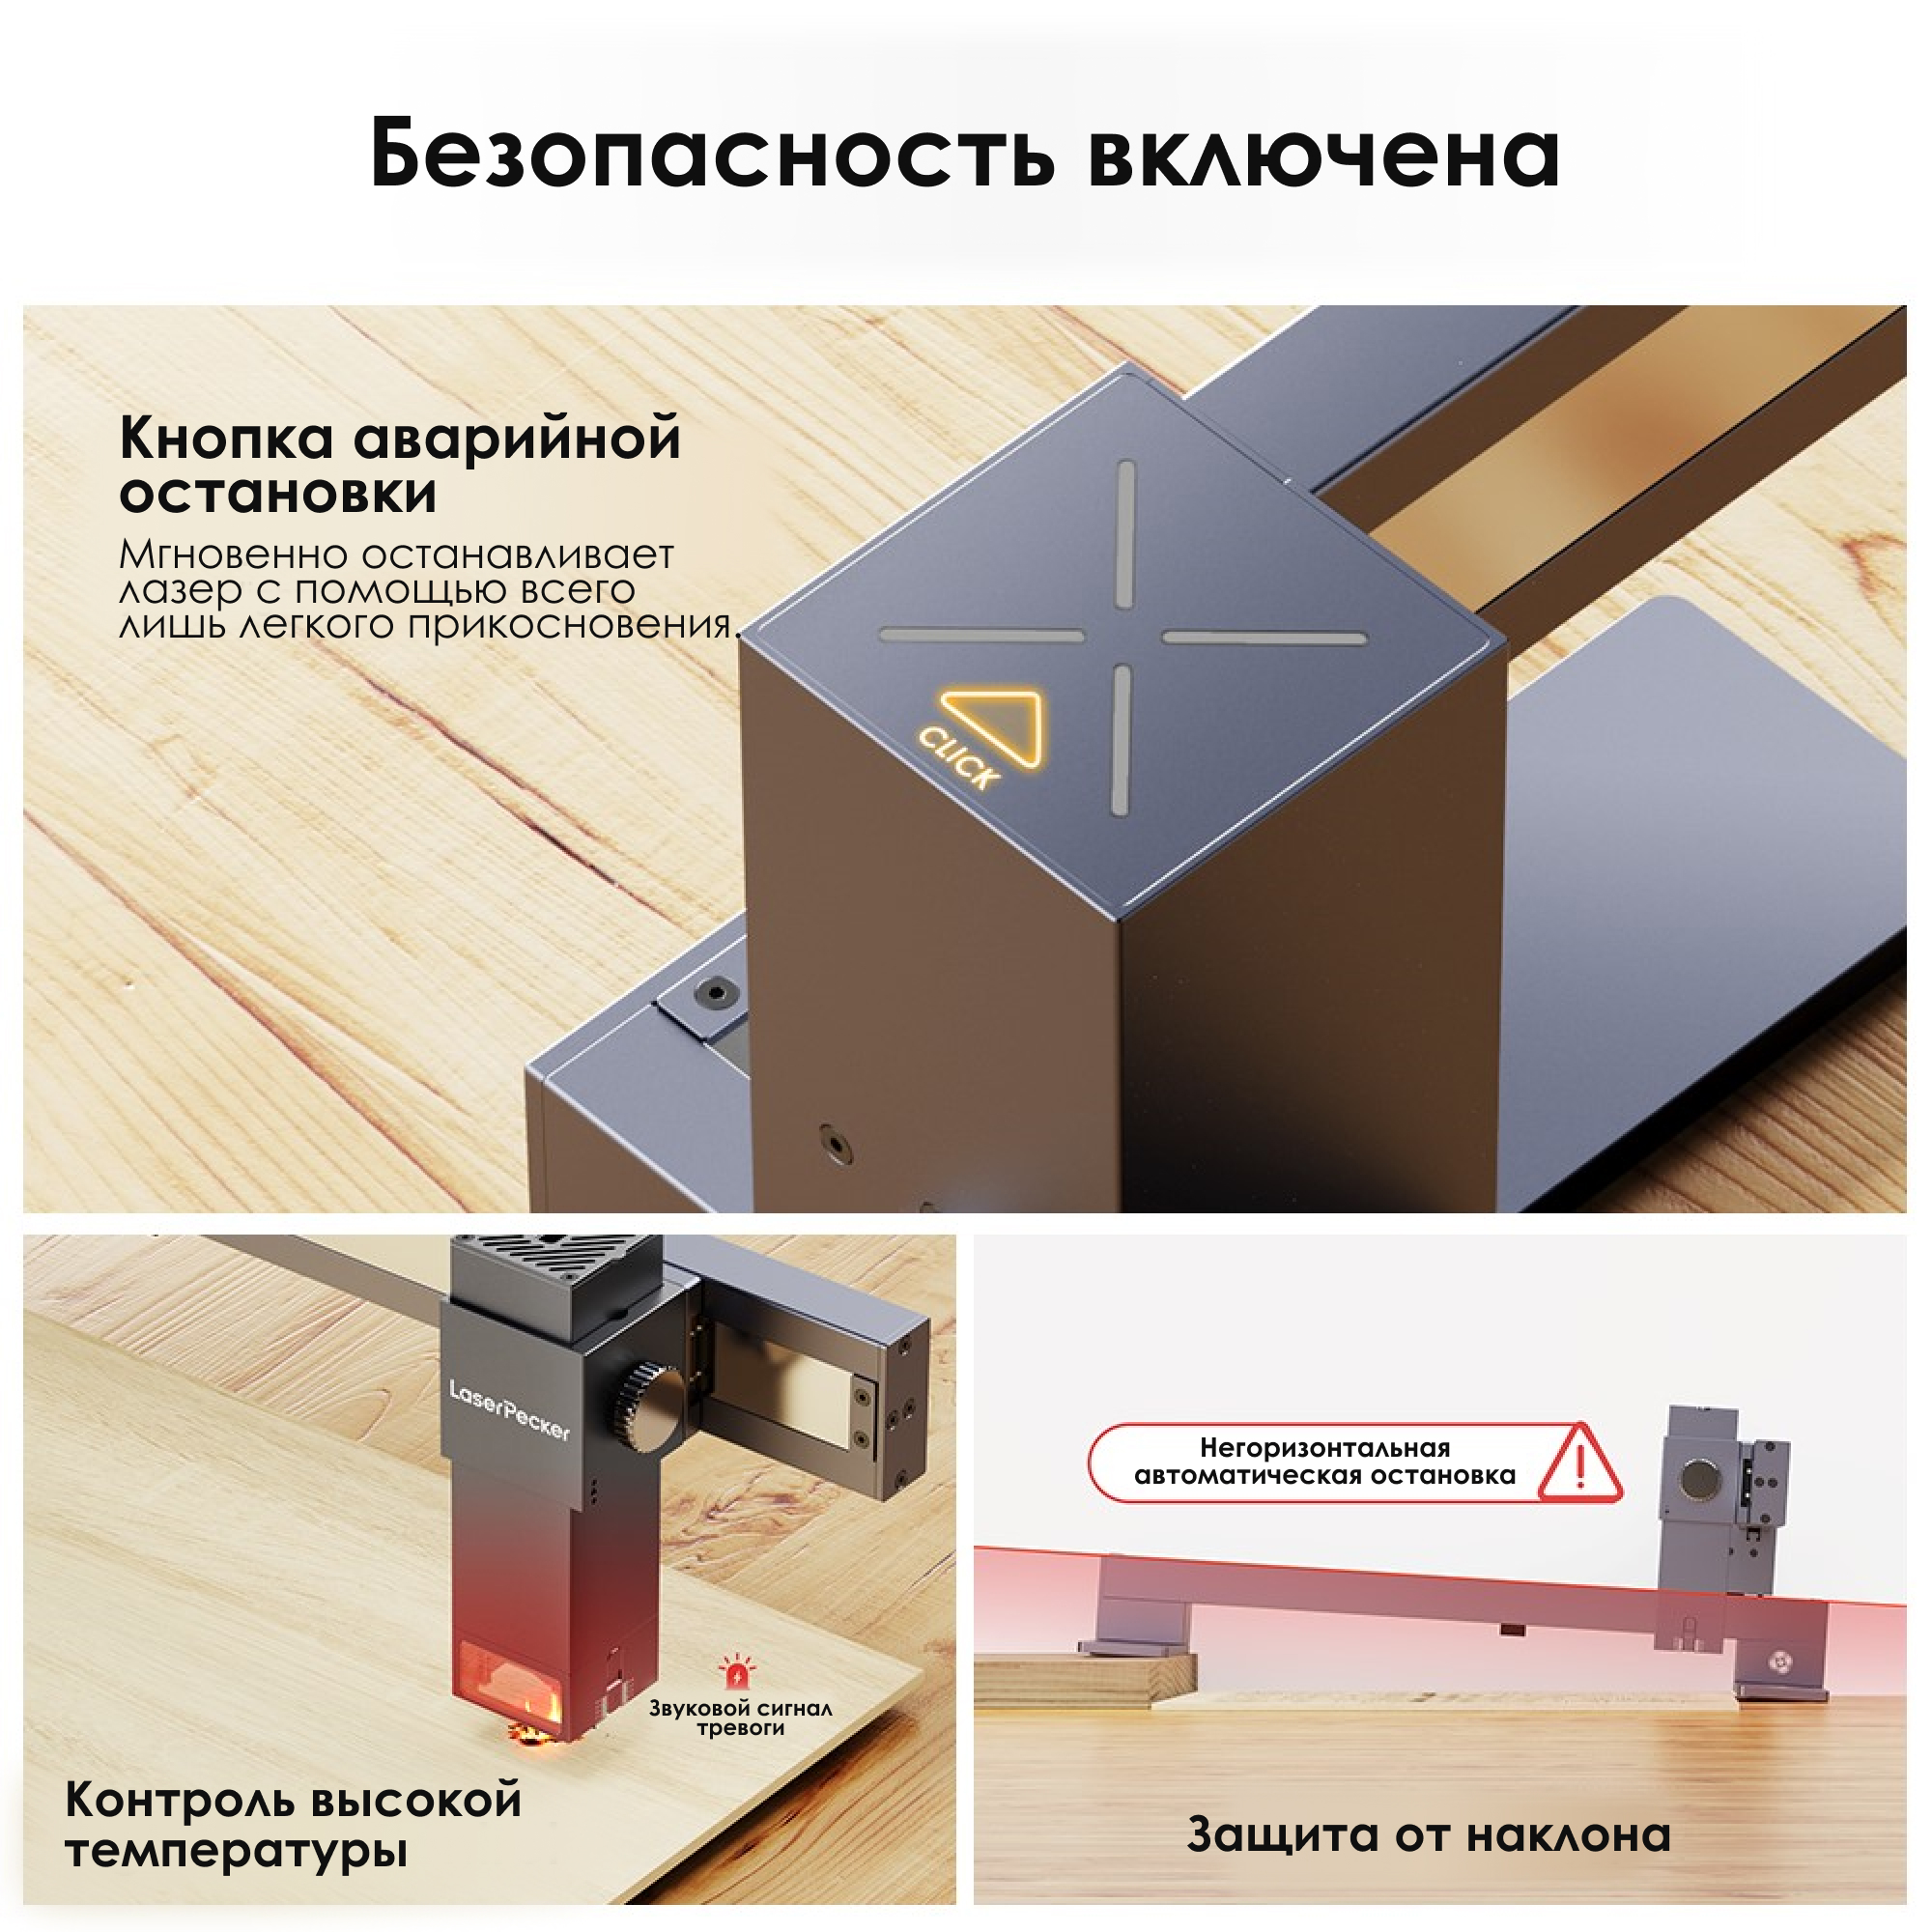 Безопасность включена
Кнопка аварийной
остановки
Мгновенно останавливает
лазер с помощью всего
лишь легкого прикосновения.
CLICK
LaserPecker
Звуковой сигнал
тревоги
Контроль высокой
температуры
Негоризонтальная
автоматическая остановка
Защита от наклона